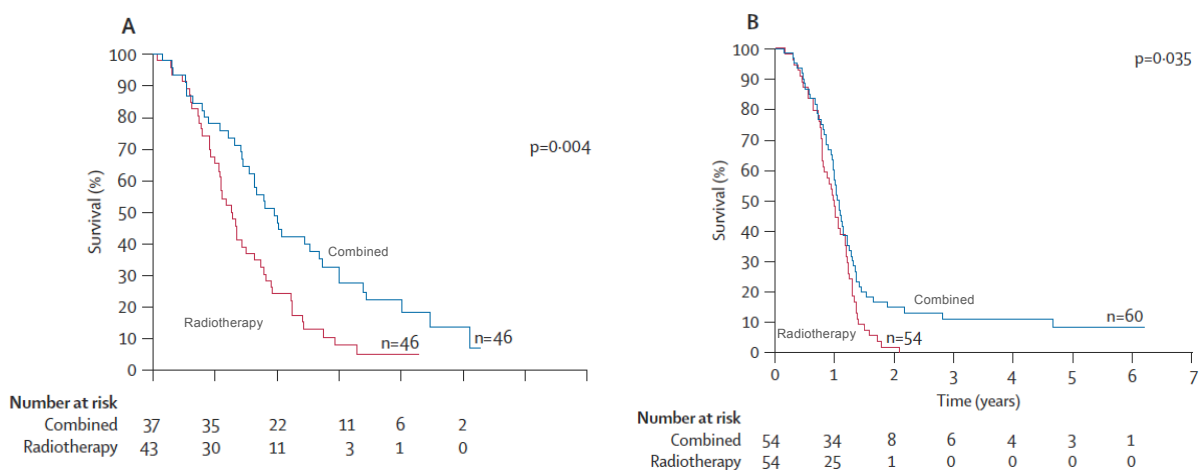 A
100
90
80
70
60
50
40
30
20
10
0
Survival (%)
p=0·004
Combined
Radiotherapy
n=46
n=46
Number at risk
Combined 37 35 22 11 6 2
Radiotherapy 43 30 11 3 1 0
B
100
90
80
70
60
50
40
30
20
10
0
Survival (%)
p=0·035
Combined
n=60
Radiotherapy
n=54
0 1 2 3 4 5 6 7
Time (years)
Number at risk
Combined 54 34 8 6 4 3 1
Radiotherapy 54 25 1 0 0 0 0